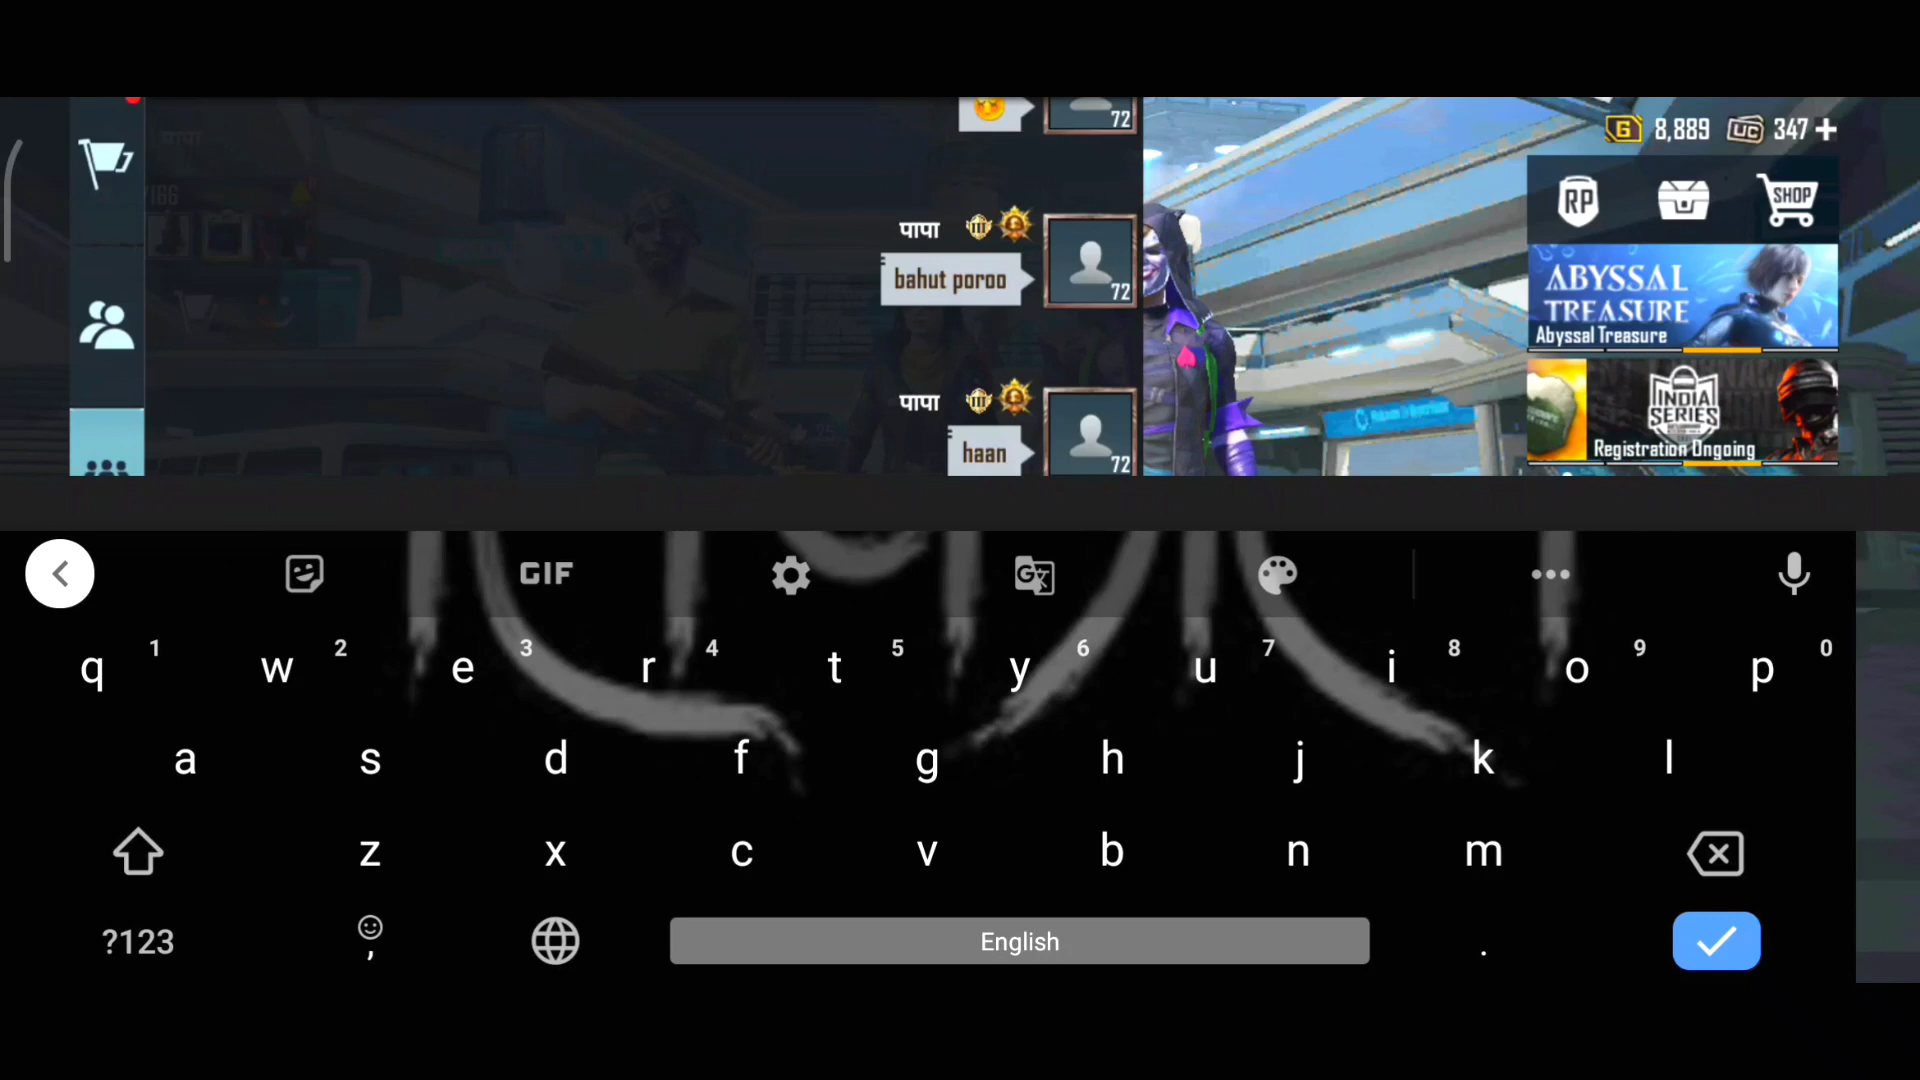 72
8,889
UC
347
पापा
bahut poroo
72
RP
SHOP
ABYSSAL
TREASURE
Abyssal Treasure
पापा
haan
72
INDIA
SERIES
Registration Ongoing
GIF
q 1 w 2 e 3 r 4 t 5 y 6 u 7 i 8 o 9 p 0
a s d f g h j k l
z x c v b n m
?123 , English .